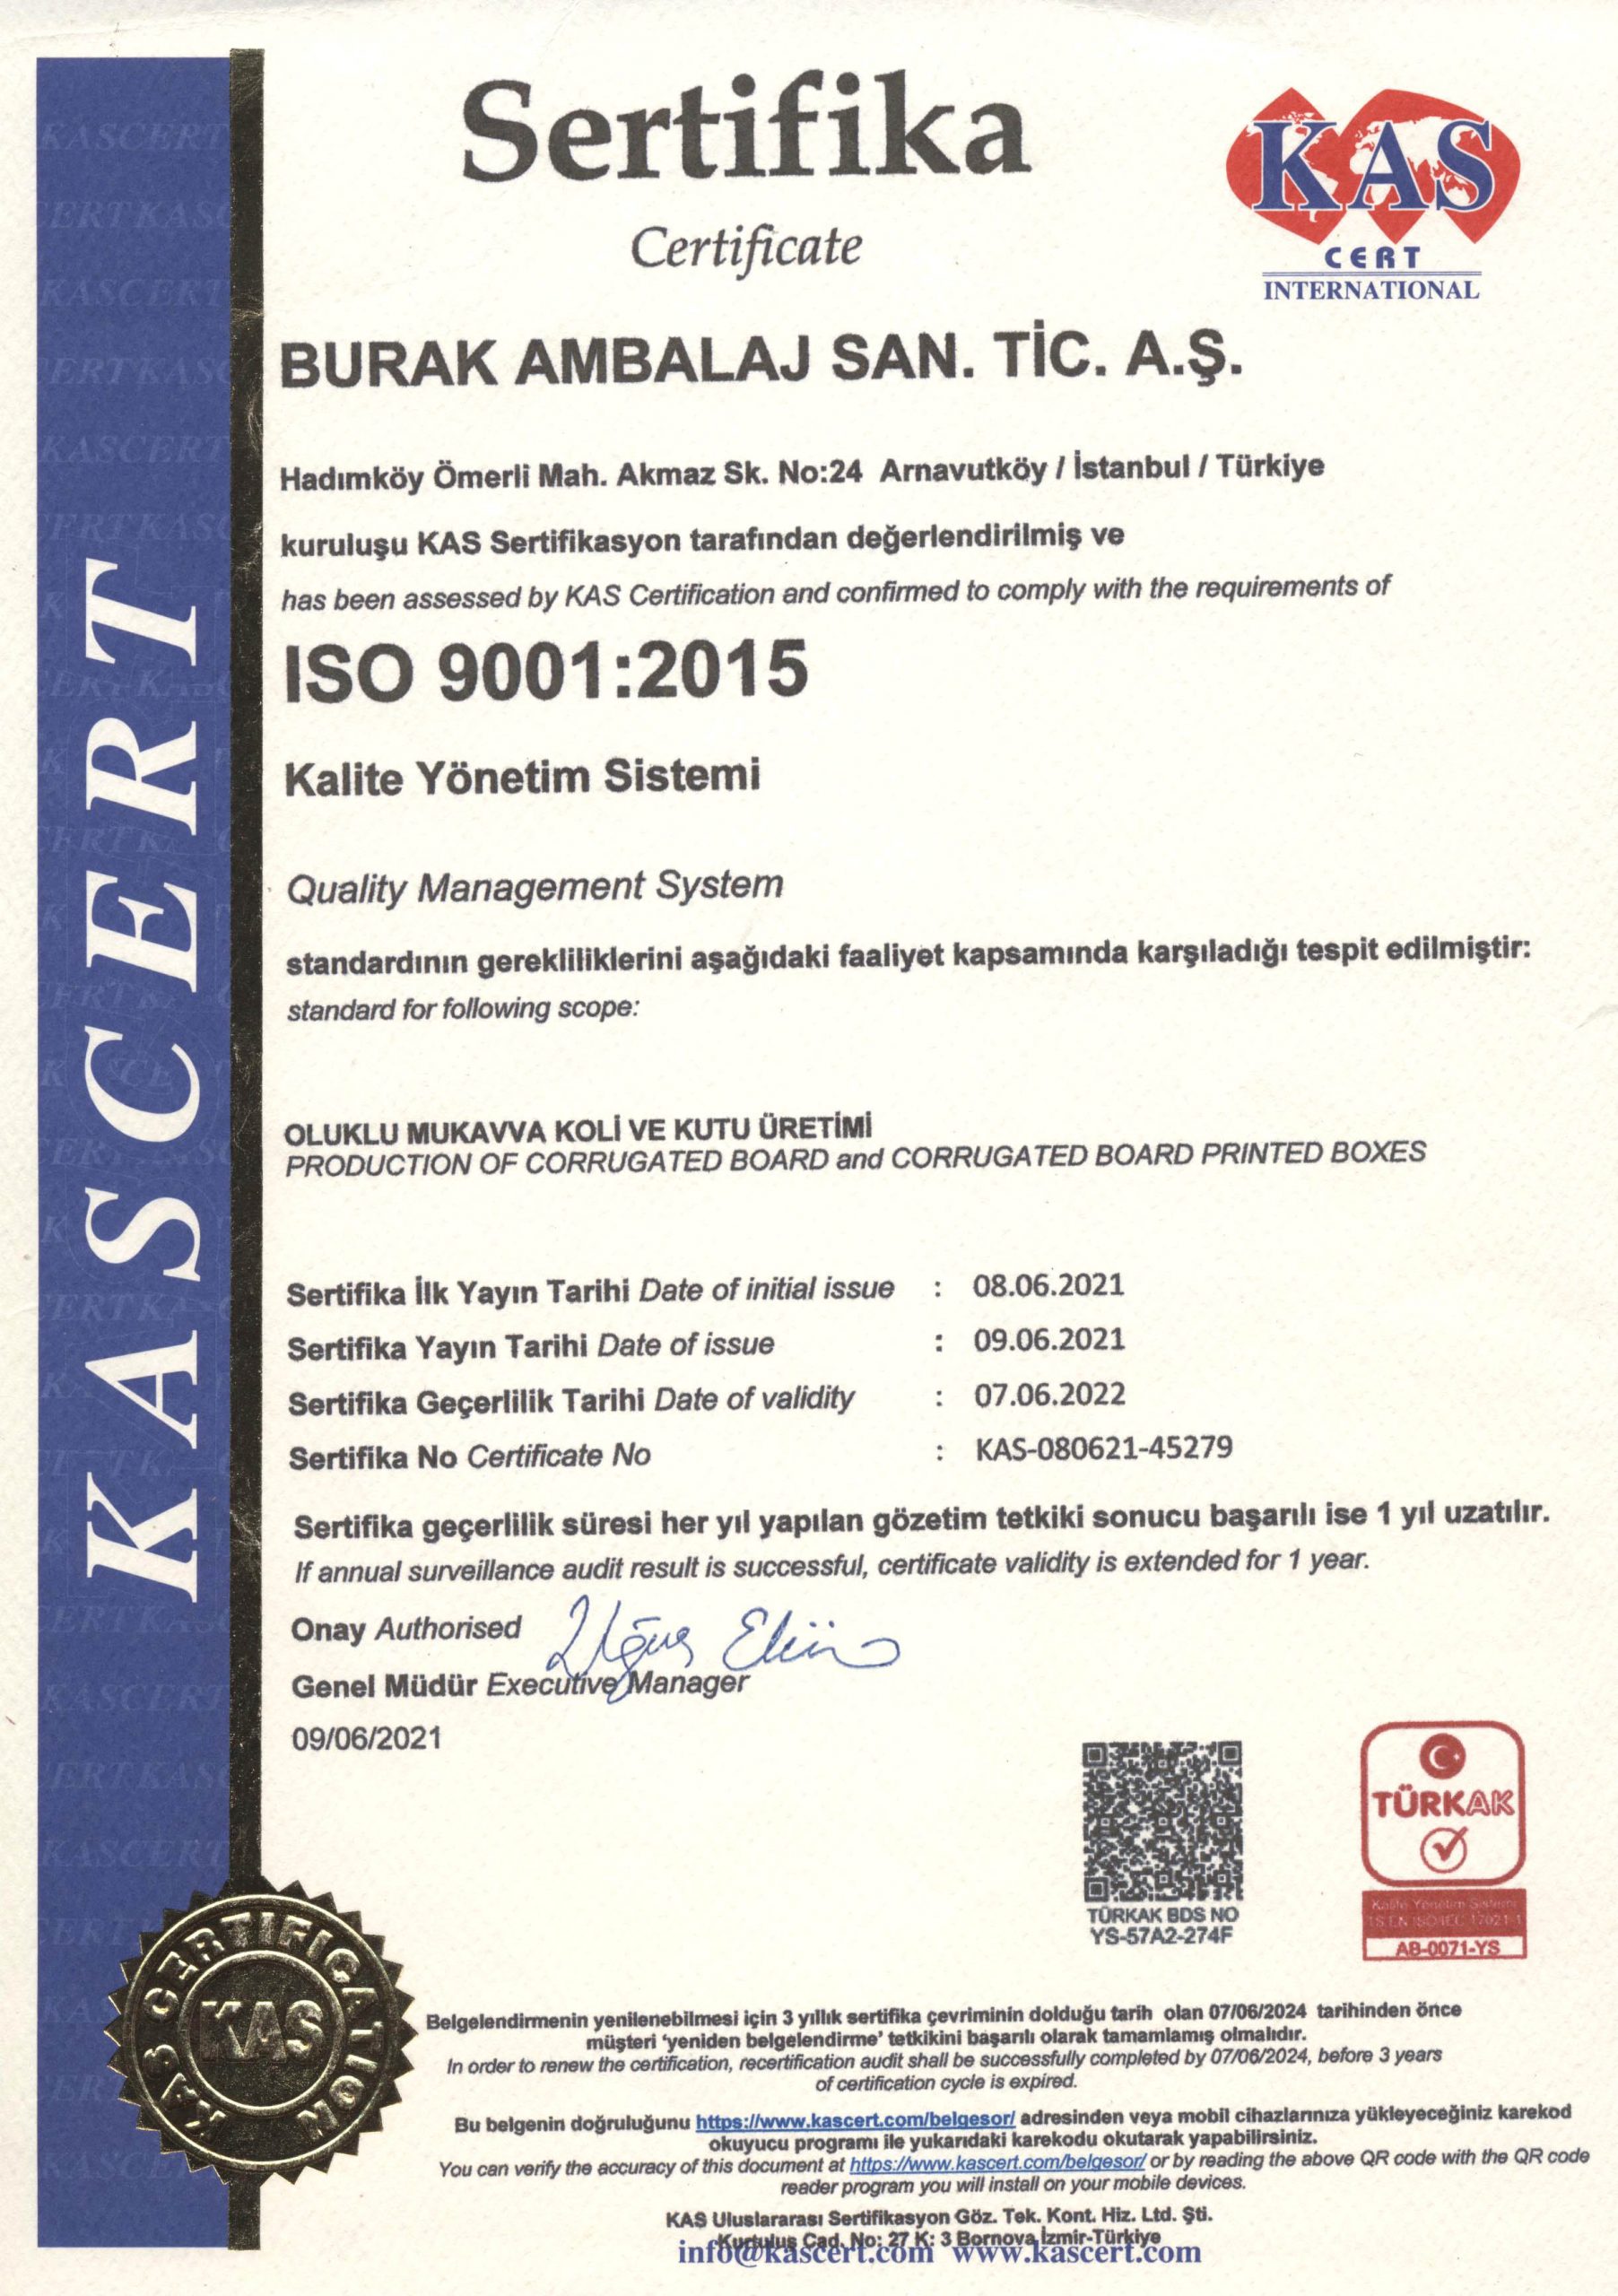 Sertifika
Certificate
KAS
CERT
INTERNATIONAL
BURAK AMBALAJ SAN. TİC. A.Ş.
Hadımköy Ömerli Mah. Akmaz Sk. No:24 Arnavutköy / İstanbul / Türkiye
kuruluşu KAS Sertifikasyon tarafından değerlendirilmiş ve
has been assessed by KAS Certification and confirmed to comply with the requirements of
ISO 9001:2015
Kalite Yönetim Sistemi
Quality Management System
standardının gerekliliklerini aşağıdaki faaliyet kapsamında karşıladığı tespit edilmiştir:
standard for following scope:
OLUKLU MUKAVVA KOLİ VE KUTU ÜRETİMİ
PRODUCTION OF CORRUGATED BOARD and CORRUGATED BOARD PRINTED BOXES
Sertifika İlk Yayın Tarihi Date of initial issue : 08.06.2021
Sertifika Yayın Tarihi Date of issue : 09.06.2021
Sertifika Geçerlilik Tarihi Date of validity : 07.06.2022
Sertifika No Certificate No : KAS-080621-45279
Sertifika geçerlilik süresi her yıl yapılan gözetim tetkiki sonucu başarılı ise 1 yıl uzatılır.
If annual surveillance audit result is successful, certificate validity is extended for 1 year.
Onay Authorised
Genel Müdür Executive Manager
09/06/2021
KASCERT
TÜRKAK BDS NO
YS-57A2-274F
TÜRKAK
Kalite Yönetim Sistemi
TS EN ISO/IEC 17021-1
AB-0071-YS
KAS CERTIFICATION
KAS
Belgelendirmenin yenilenebilmesi için 3 yıllık sertifika çevriminin dolduğu tarih olan 07/06/2024 tarihinden önce
müşteri 'yeniden belgelendirme' tetkikini başarılı olarak tamamlamış olmalıdır.
In order to renew the certification, recertification audit shall be successfully completed by 07/06/2024, before 3 years
of certification cycle is expired.
Bu belgenin doğruluğunu https://www.kascert.com/belgesor/ adresinden veya mobil cihazlarınıza yükleyeceğiniz karekod
okuyucu programı ile yukarıdaki karekodu okutarak yapabilirsiniz.
You can verify the accuracy of this document at https://www.kascert.com/belgesor/ or by reading the above QR code with the QR code
reader program you will install on your mobile devices.
KAS Uluslararası Sertifikasyon Göz. Tek. Kont. Hiz. Ltd. Şti.
Kurtuluş Cad. No: 27 K: 3 Bornova İzmir-Türkiye
info@kascert.com www.kascert.com